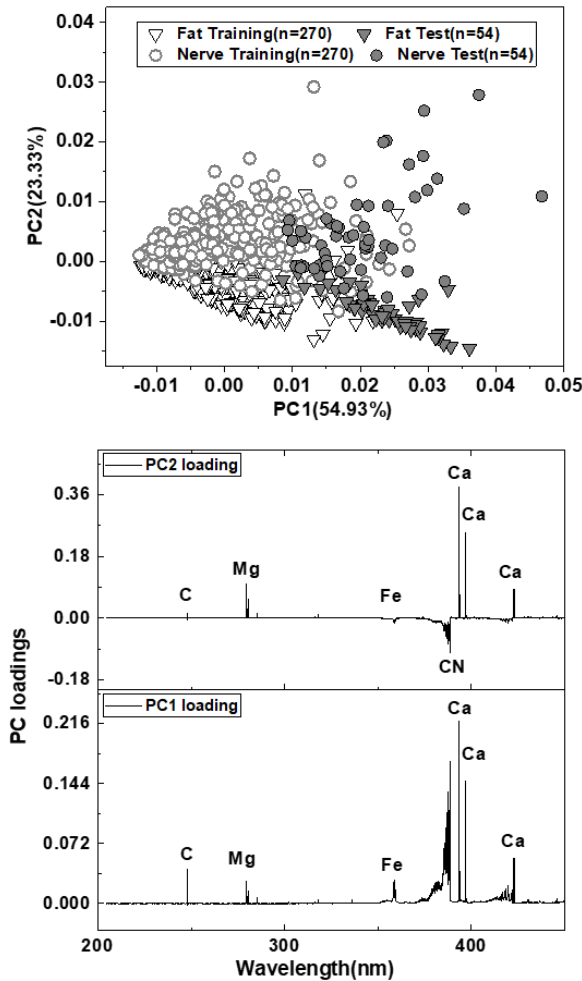 Fat Training(n=270) Fat Test(n=54)
Nerve Training(n=270) Nerve Test(n=54)
0.04
0.03
0.02
0.01
0.00
-0.01
PC2(23.33%)
-0.01 0.00 0.01 0.02 0.03 0.04 0.05
PC1(54.93%)
PC2 loading
Ca
0.36
Ca
0.18
Mg
C
Fe
Ca
0.00
CN
-0.18
PC loadings
PC1 loading
Ca
0.216
Ca
0.144
0.072
C
Mg
Fe
Ca
0.000
200 300 400
Wavelength(nm)